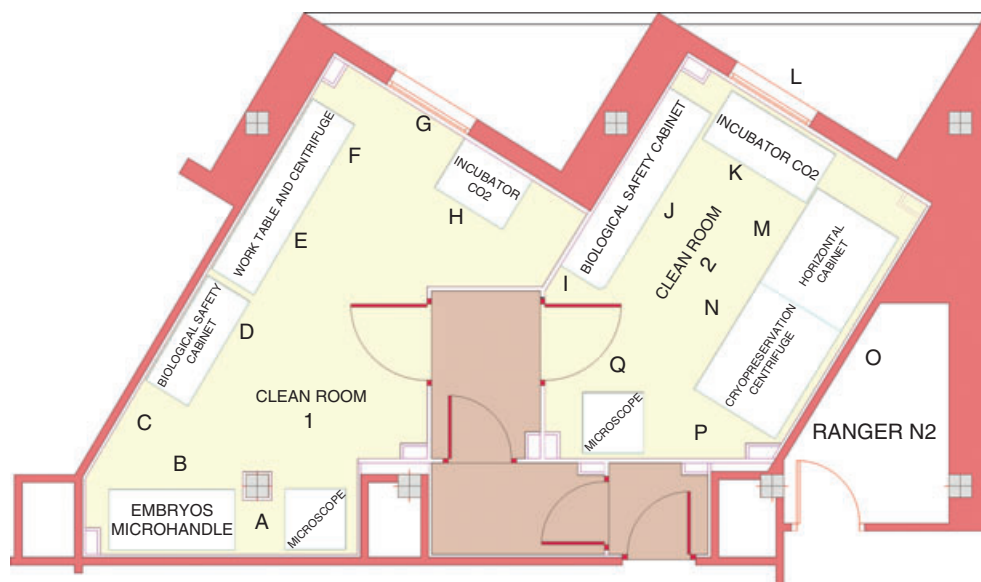 L
G
F
WORK TABLE AND CENTRIFUGE
E
INCUBATOR
CO2
H
BIOLOGICAL SAFETY CABINET
INCUBATOR CO2
K
J
M
CLEAN ROOM
2
HORIZONTAL
CABINET
I
N
D
BIOLOGICAL SAFETY
CABINET
CRYOPRESERVATION
CENTRIFUGE
O
Q
C
CLEAN ROOM
1
MICROSCOPE
P
RANGER N2
B
EMBRYOS
MICROHANDLE
A
MICROSCOPE